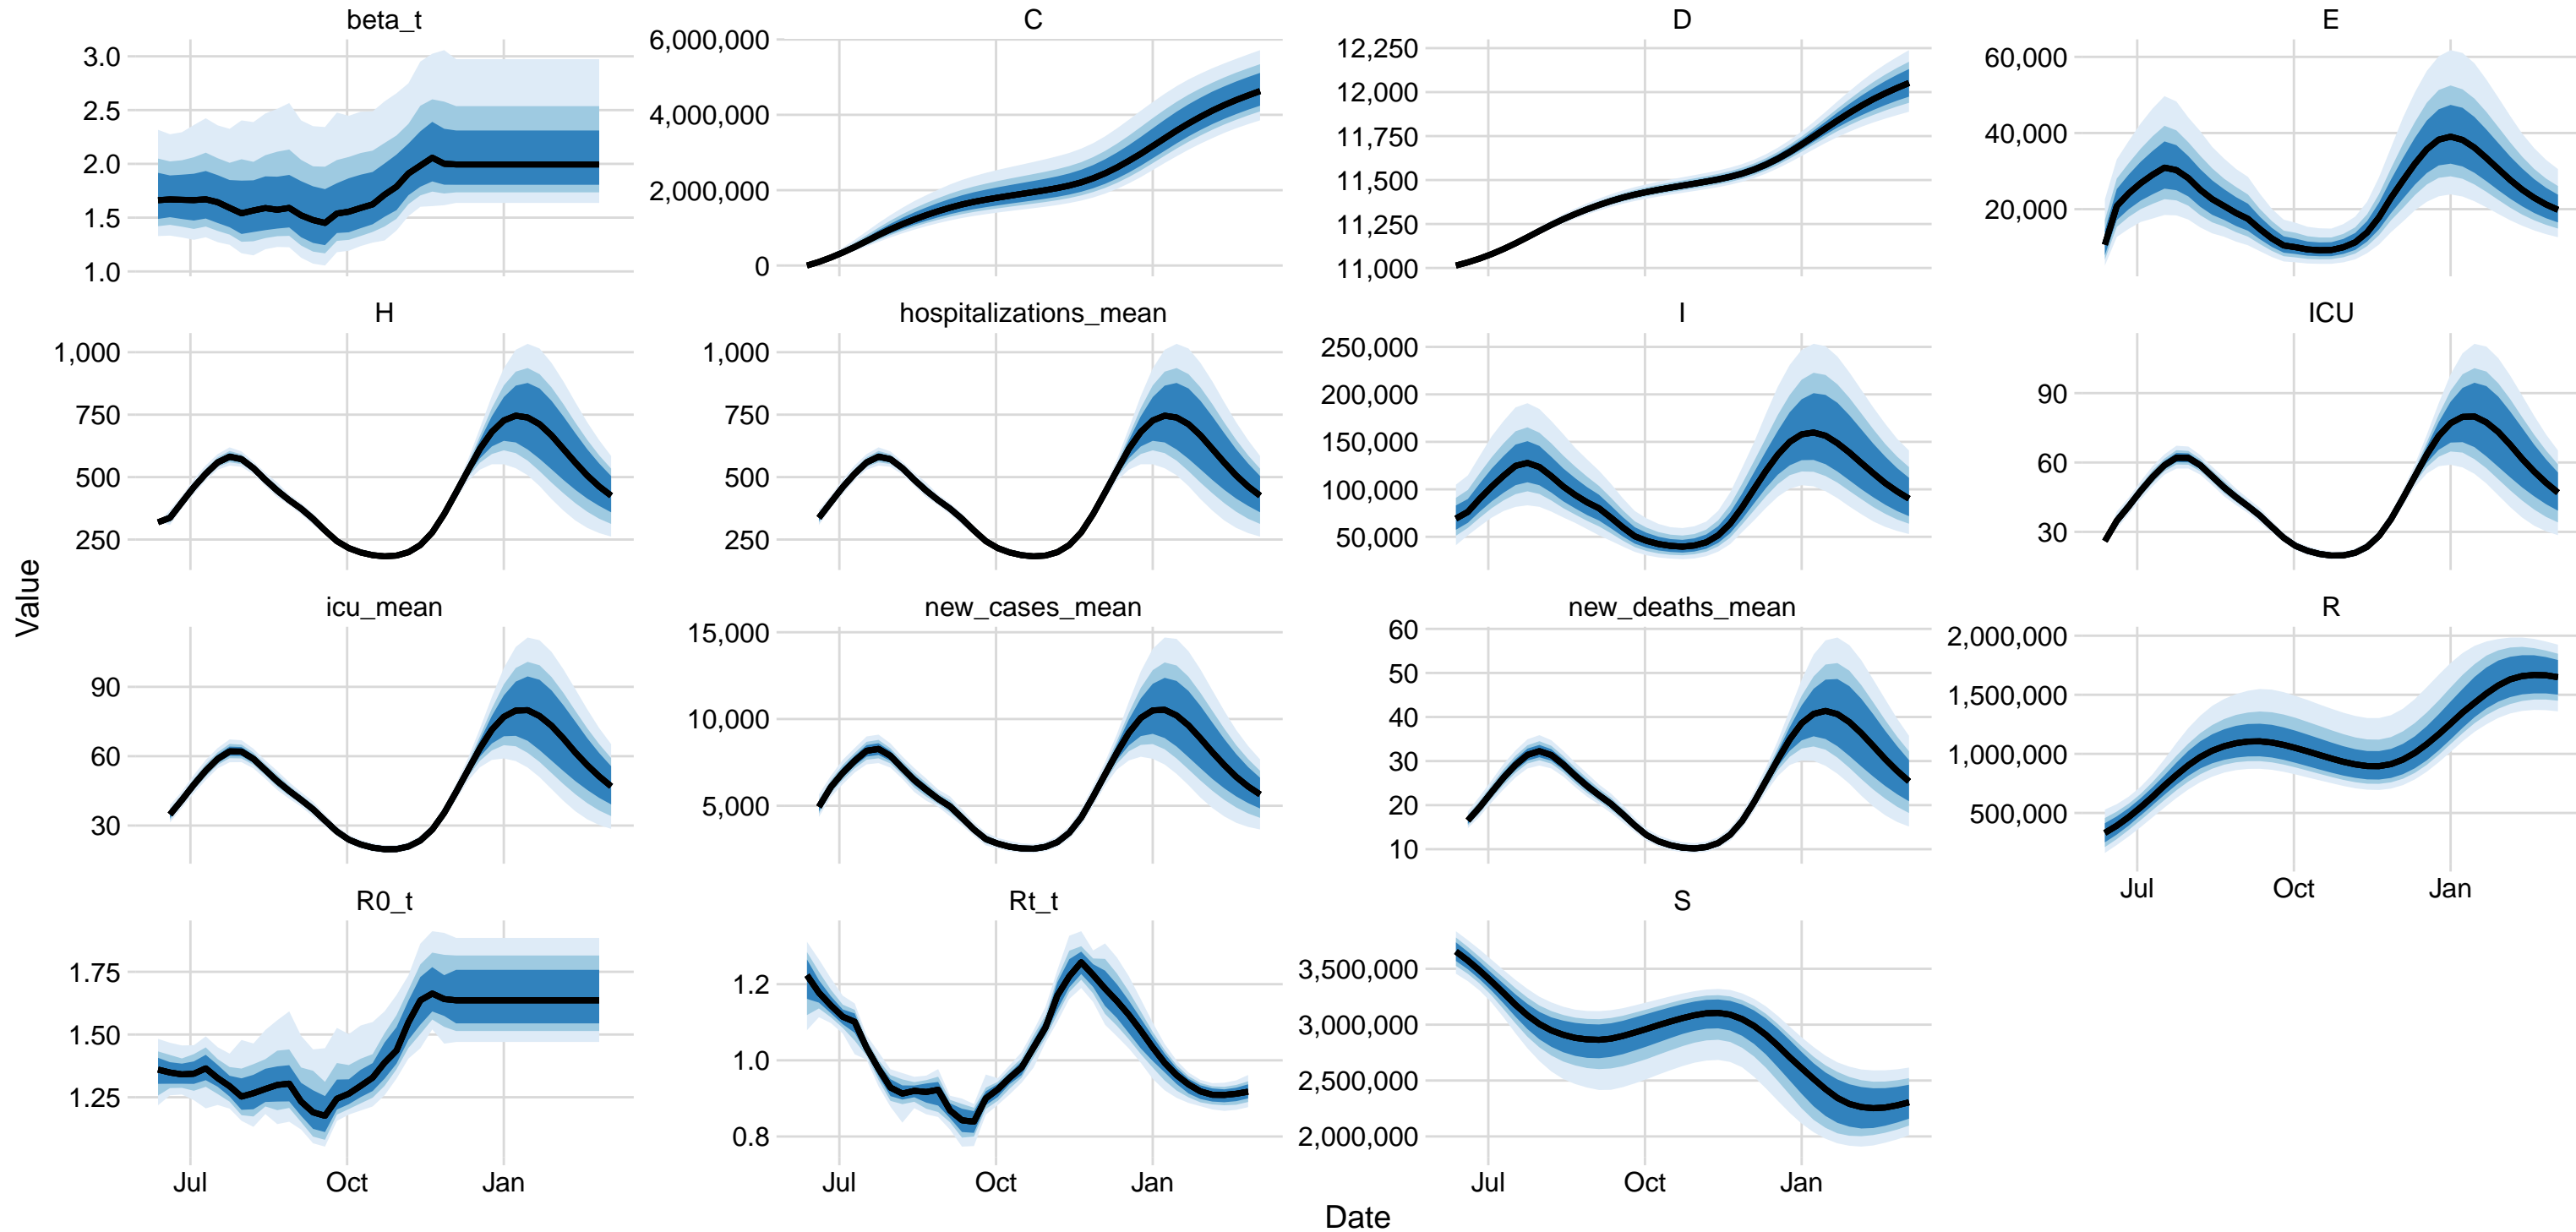 beta_t
3.0
2.5
2.0
1.5
1.0
C
6,000,000
4,000,000
2,000,000
0
D
12,250
12,000
11,750
11,500
11,250
11,000
E
60,000
40,000
20,000
H
1,000
750
500
250
hospitalizations_mean
1,000
750
500
250
I
250,000
200,000
150,000
100,000
50,000
ICU
90
60
30
Value
icu_mean
90
60
30
new_cases_mean
15,000
10,000
5,000
new_deaths_mean
60
50
40
30
20
10
R
2,000,000
1,500,000
1,000,000
500,000
Jul Oct Jan
R0_t
1.75
1.50
1.25
Jul Oct Jan
Rt_t
1.2
1.0
0.8
Jul Oct Jan
S
3,500,000
3,000,000
2,500,000
2,000,000
Jul Oct Jan
Date